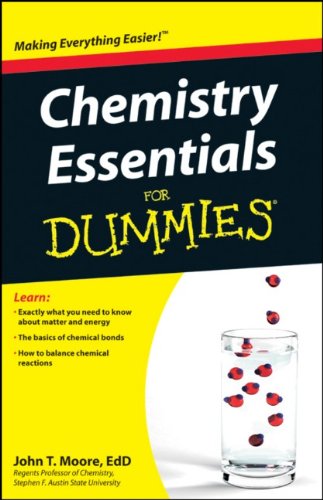 Making Everything Easier!™
Chemistry
Essentials
FOR
DUMMIES®
Learn:
• Exactly what you need to know
about matter and energy
• The basics of chemical bonds
• How to balance chemical
reactions
John T. Moore, EdD
Regents Professor of Chemistry,
Stephen F. Austin State University